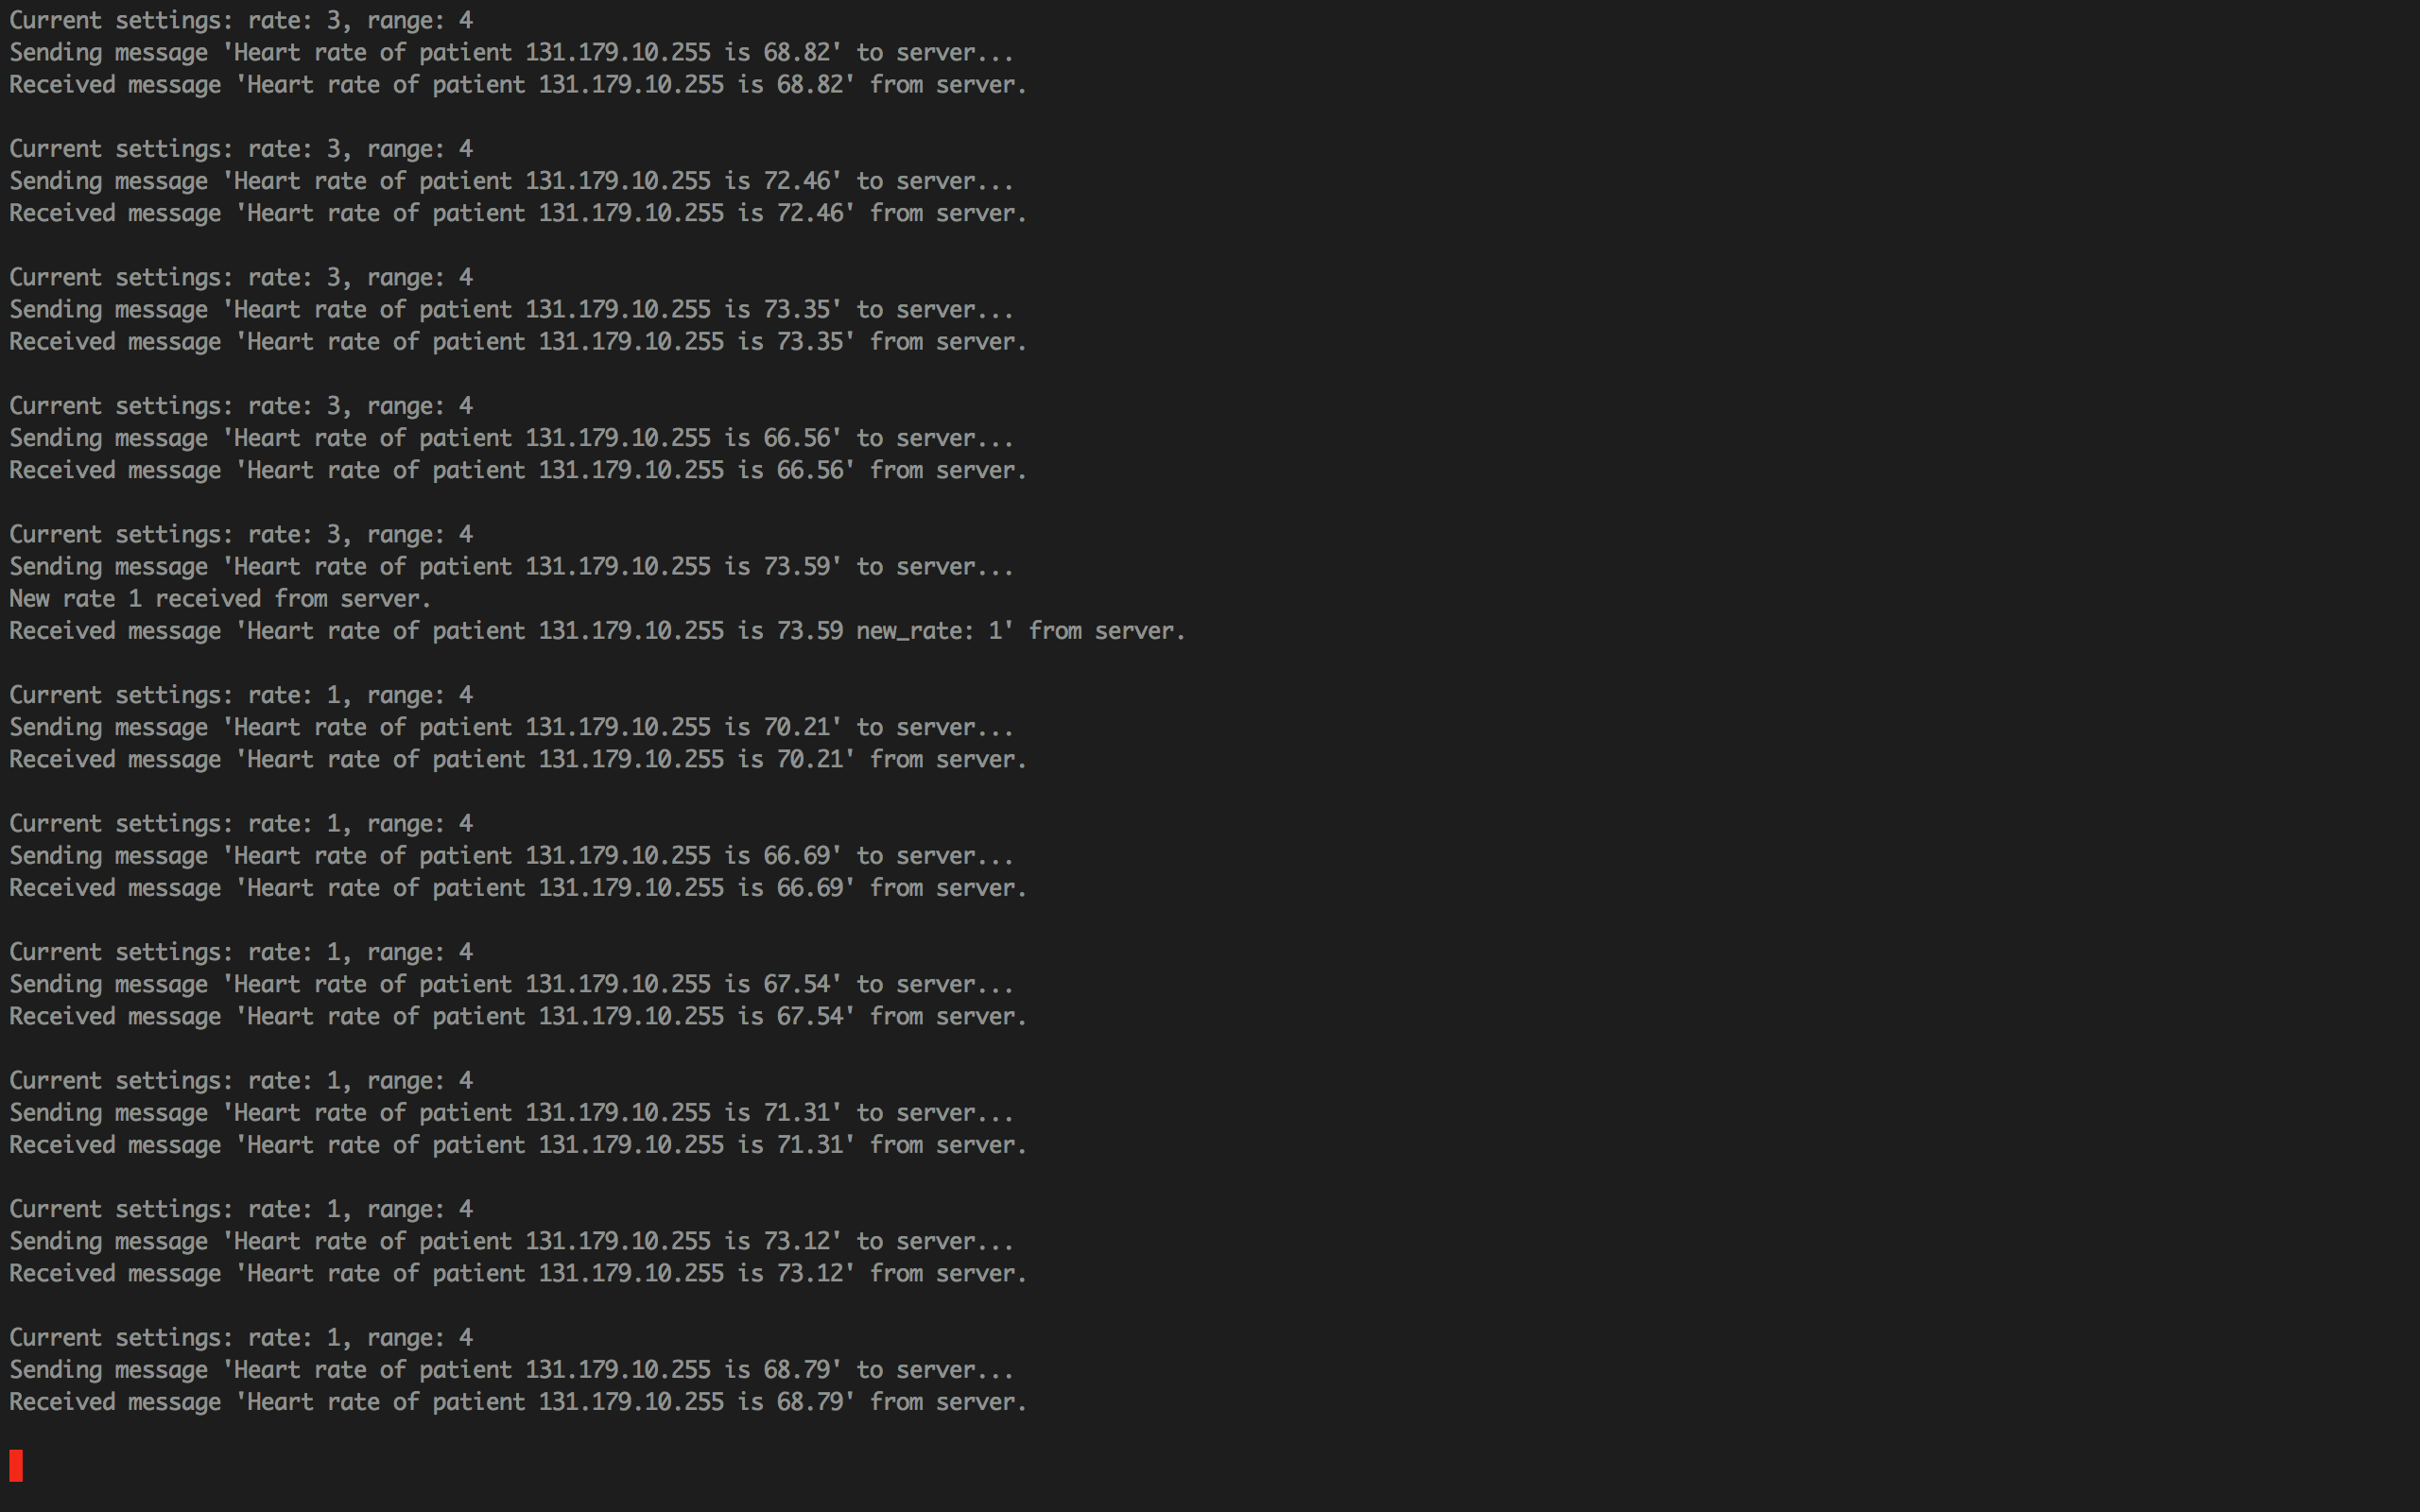 Current settings: rate: 3, range: 4
Sending message 'Heart rate of patient 131.179.10.255 is 68.82' to server...
Received message 'Heart rate of patient 131.179.10.255 is 68.82' from server.
Current settings: rate: 3, range: 4
Sending message 'Heart rate of patient 131.179.10.255 is 72.46' to server...
Received message 'Heart rate of patient 131.179.10.255 is 72.46' from server.
Current settings: rate: 3, range: 4
Sending message 'Heart rate of patient 131.179.10.255 is 73.35' to server...
Received message 'Heart rate of patient 131.179.10.255 is 73.35' from server.
Current settings: rate: 3, range: 4
Sending message 'Heart rate of patient 131.179.10.255 is 66.56' to server...
Received message 'Heart rate of patient 131.179.10.255 is 66.56' from server.
Current settings: rate: 3, range: 4
Sending message 'Heart rate of patient 131.179.10.255 is 73.59' to server...
New rate 1 received from server.
Received message 'Heart rate of patient 131.179.10.255 is 73.59 new_rate: 1' from server.
Current settings: rate: 1, range: 4
Sending message 'Heart rate of patient 131.179.10.255 is 70.21' to server...
Received message 'Heart rate of patient 131.179.10.255 is 70.21' from server.
Current settings: rate: 1, range: 4
Sending message 'Heart rate of patient 131.179.10.255 is 66.69' to server...
Received message 'Heart rate of patient 131.179.10.255 is 66.69' from server.
Current settings: rate: 1, range: 4
Sending message 'Heart rate of patient 131.179.10.255 is 67.54' to server...
Received message 'Heart rate of patient 131.179.10.255 is 67.54' from server.
Current settings: rate: 1, range: 4
Sending message 'Heart rate of patient 131.179.10.255 is 71.31' to server...
Received message 'Heart rate of patient 131.179.10.255 is 71.31' from server.
Current settings: rate: 1, range: 4
Sending message 'Heart rate of patient 131.179.10.255 is 73.12' to server...
Received message 'Heart rate of patient 131.179.10.255 is 73.12' from server.
Current settings: rate: 1, range: 4
Sending message 'Heart rate of patient 131.179.10.255 is 68.79' to server...
Received message 'Heart rate of patient 131.179.10.255 is 68.79' from server.